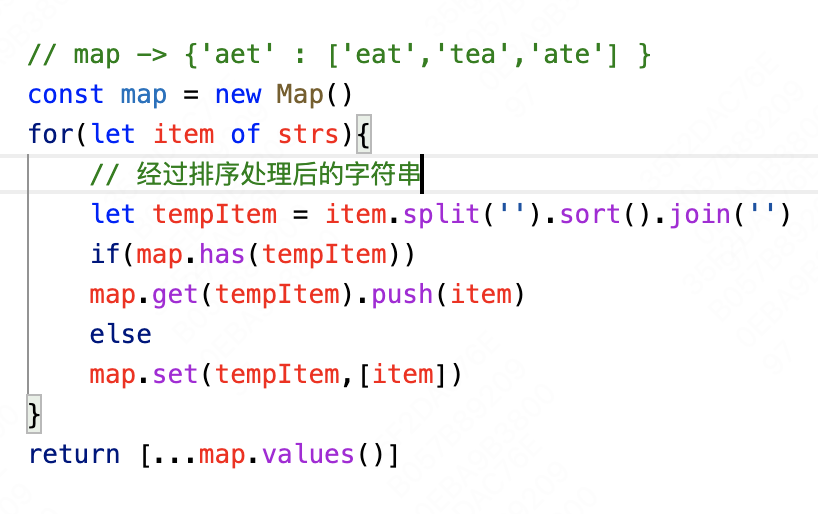 // map -> {'aet' : ['eat','tea','ate'] }
const map = new Map()
for(let item of strs){
// 经过排序处理后的字符串
let tempItem = item.split('').sort().join('')
if(map.has(tempItem))
map.get(tempItem).push(item)
else
map.set(tempItem,[item])
}
return [...map.values()]